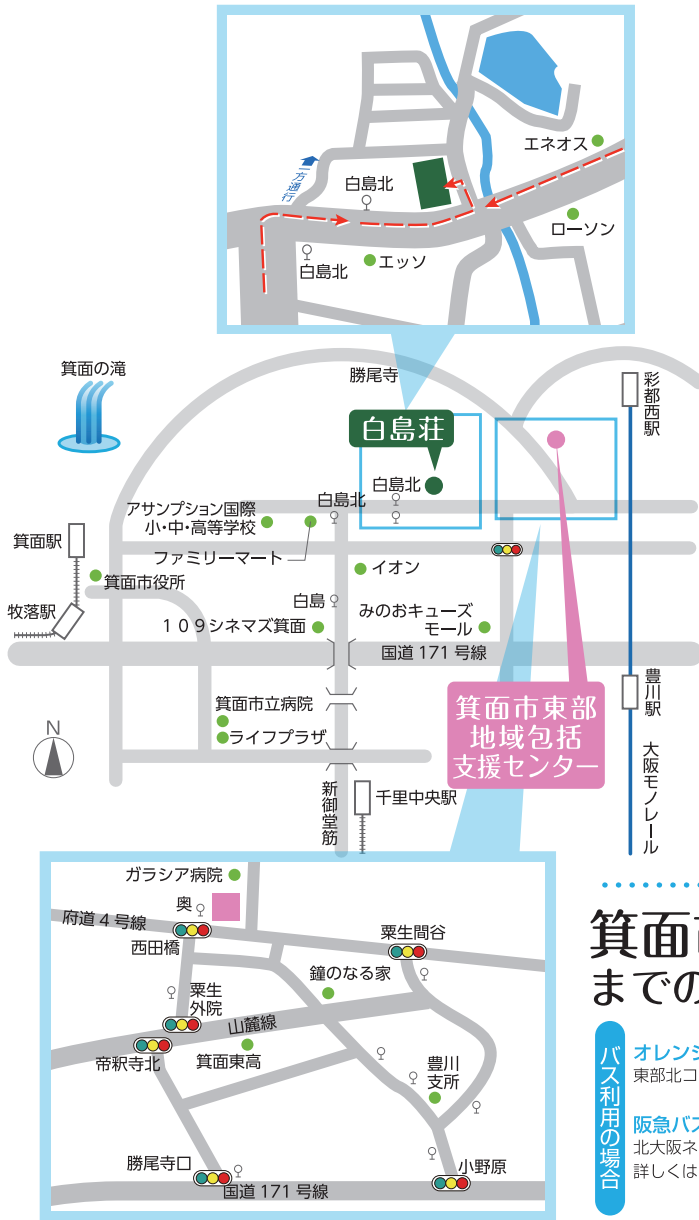 エネオス
一方通行
白島北
ローソン
白島北
エッソ
箕面の滝
勝尾寺
彩都西駅
白島荘
白島北
アサンプション国際
小・中・高等学校
白島北
箕面駅
ファミリーマート
イオン
箕面市役所
牧落駅
白島
みのおキューズ
モール
109シネマズ箕面
国道171号線
豊川駅
箕面市立病院
ライフプラザ
箕面市東部
地域包括
支援センター
N
大阪モノレール
新御堂筋
千里中央駅
ガラシア病院
奥
府道4号線
西田橋
粟生間谷
鐘のなる家
粟生
外院
山麓線
帝釈寺北
箕面東高
豊川
支所
勝尾寺口
小野原
国道171号線
箕面
までの
バス利用の場合
オレンジ
東部北コ
阪急バス
北大阪ネ
詳しくは